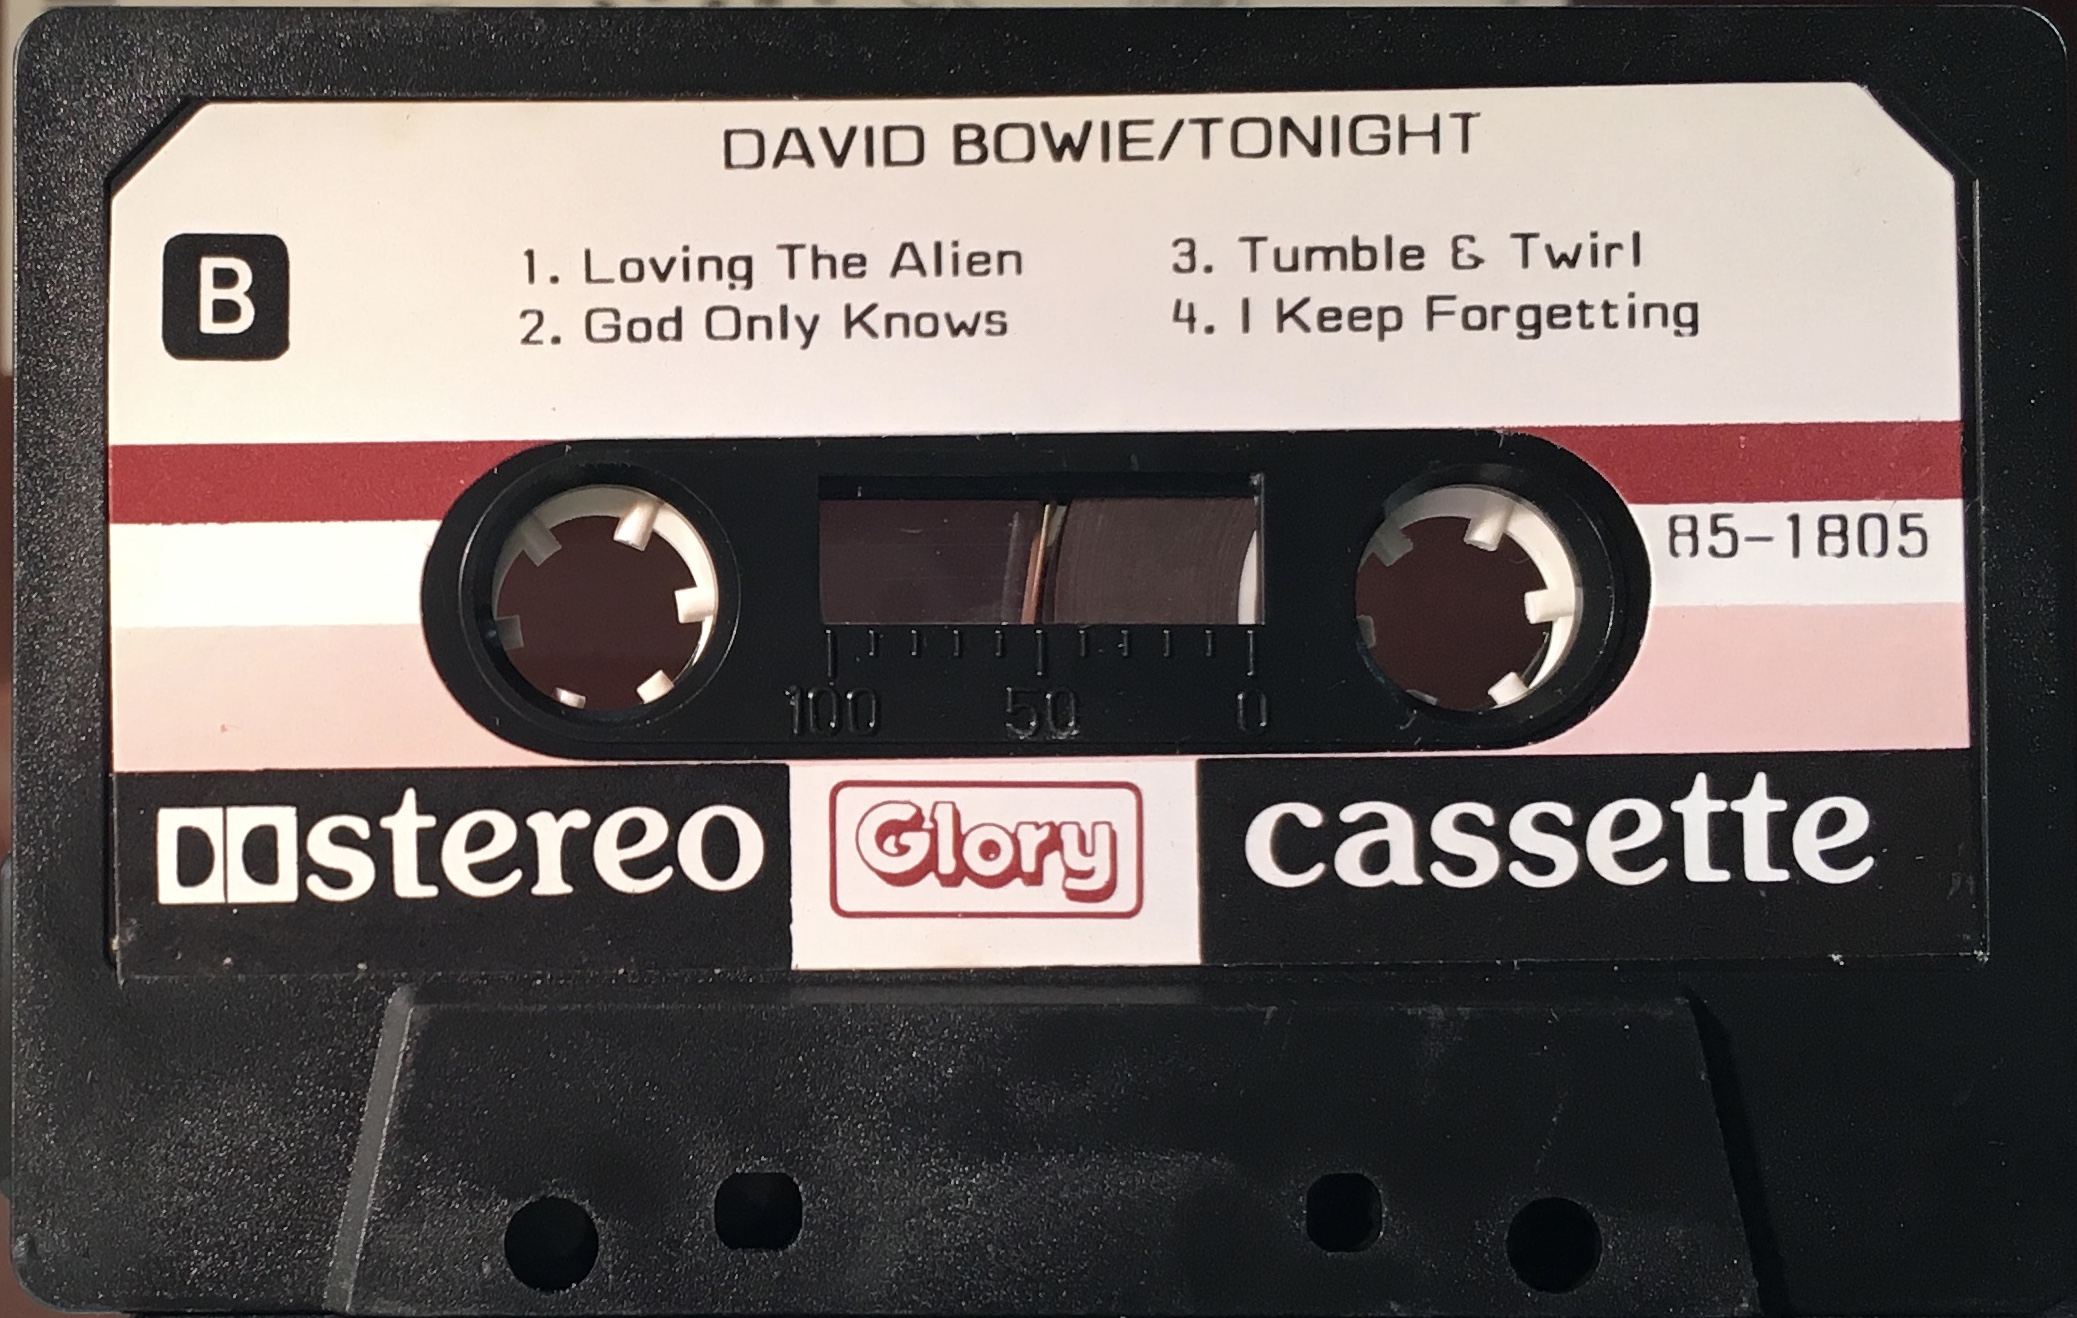 DAVID BOWIE/TONIGHT
B
1. Loving The Alien
2. God Only Knows
3. Tumble & Twirl
4. I Keep Forgetting
85-1805
100 50 0
stereo Glory cassette